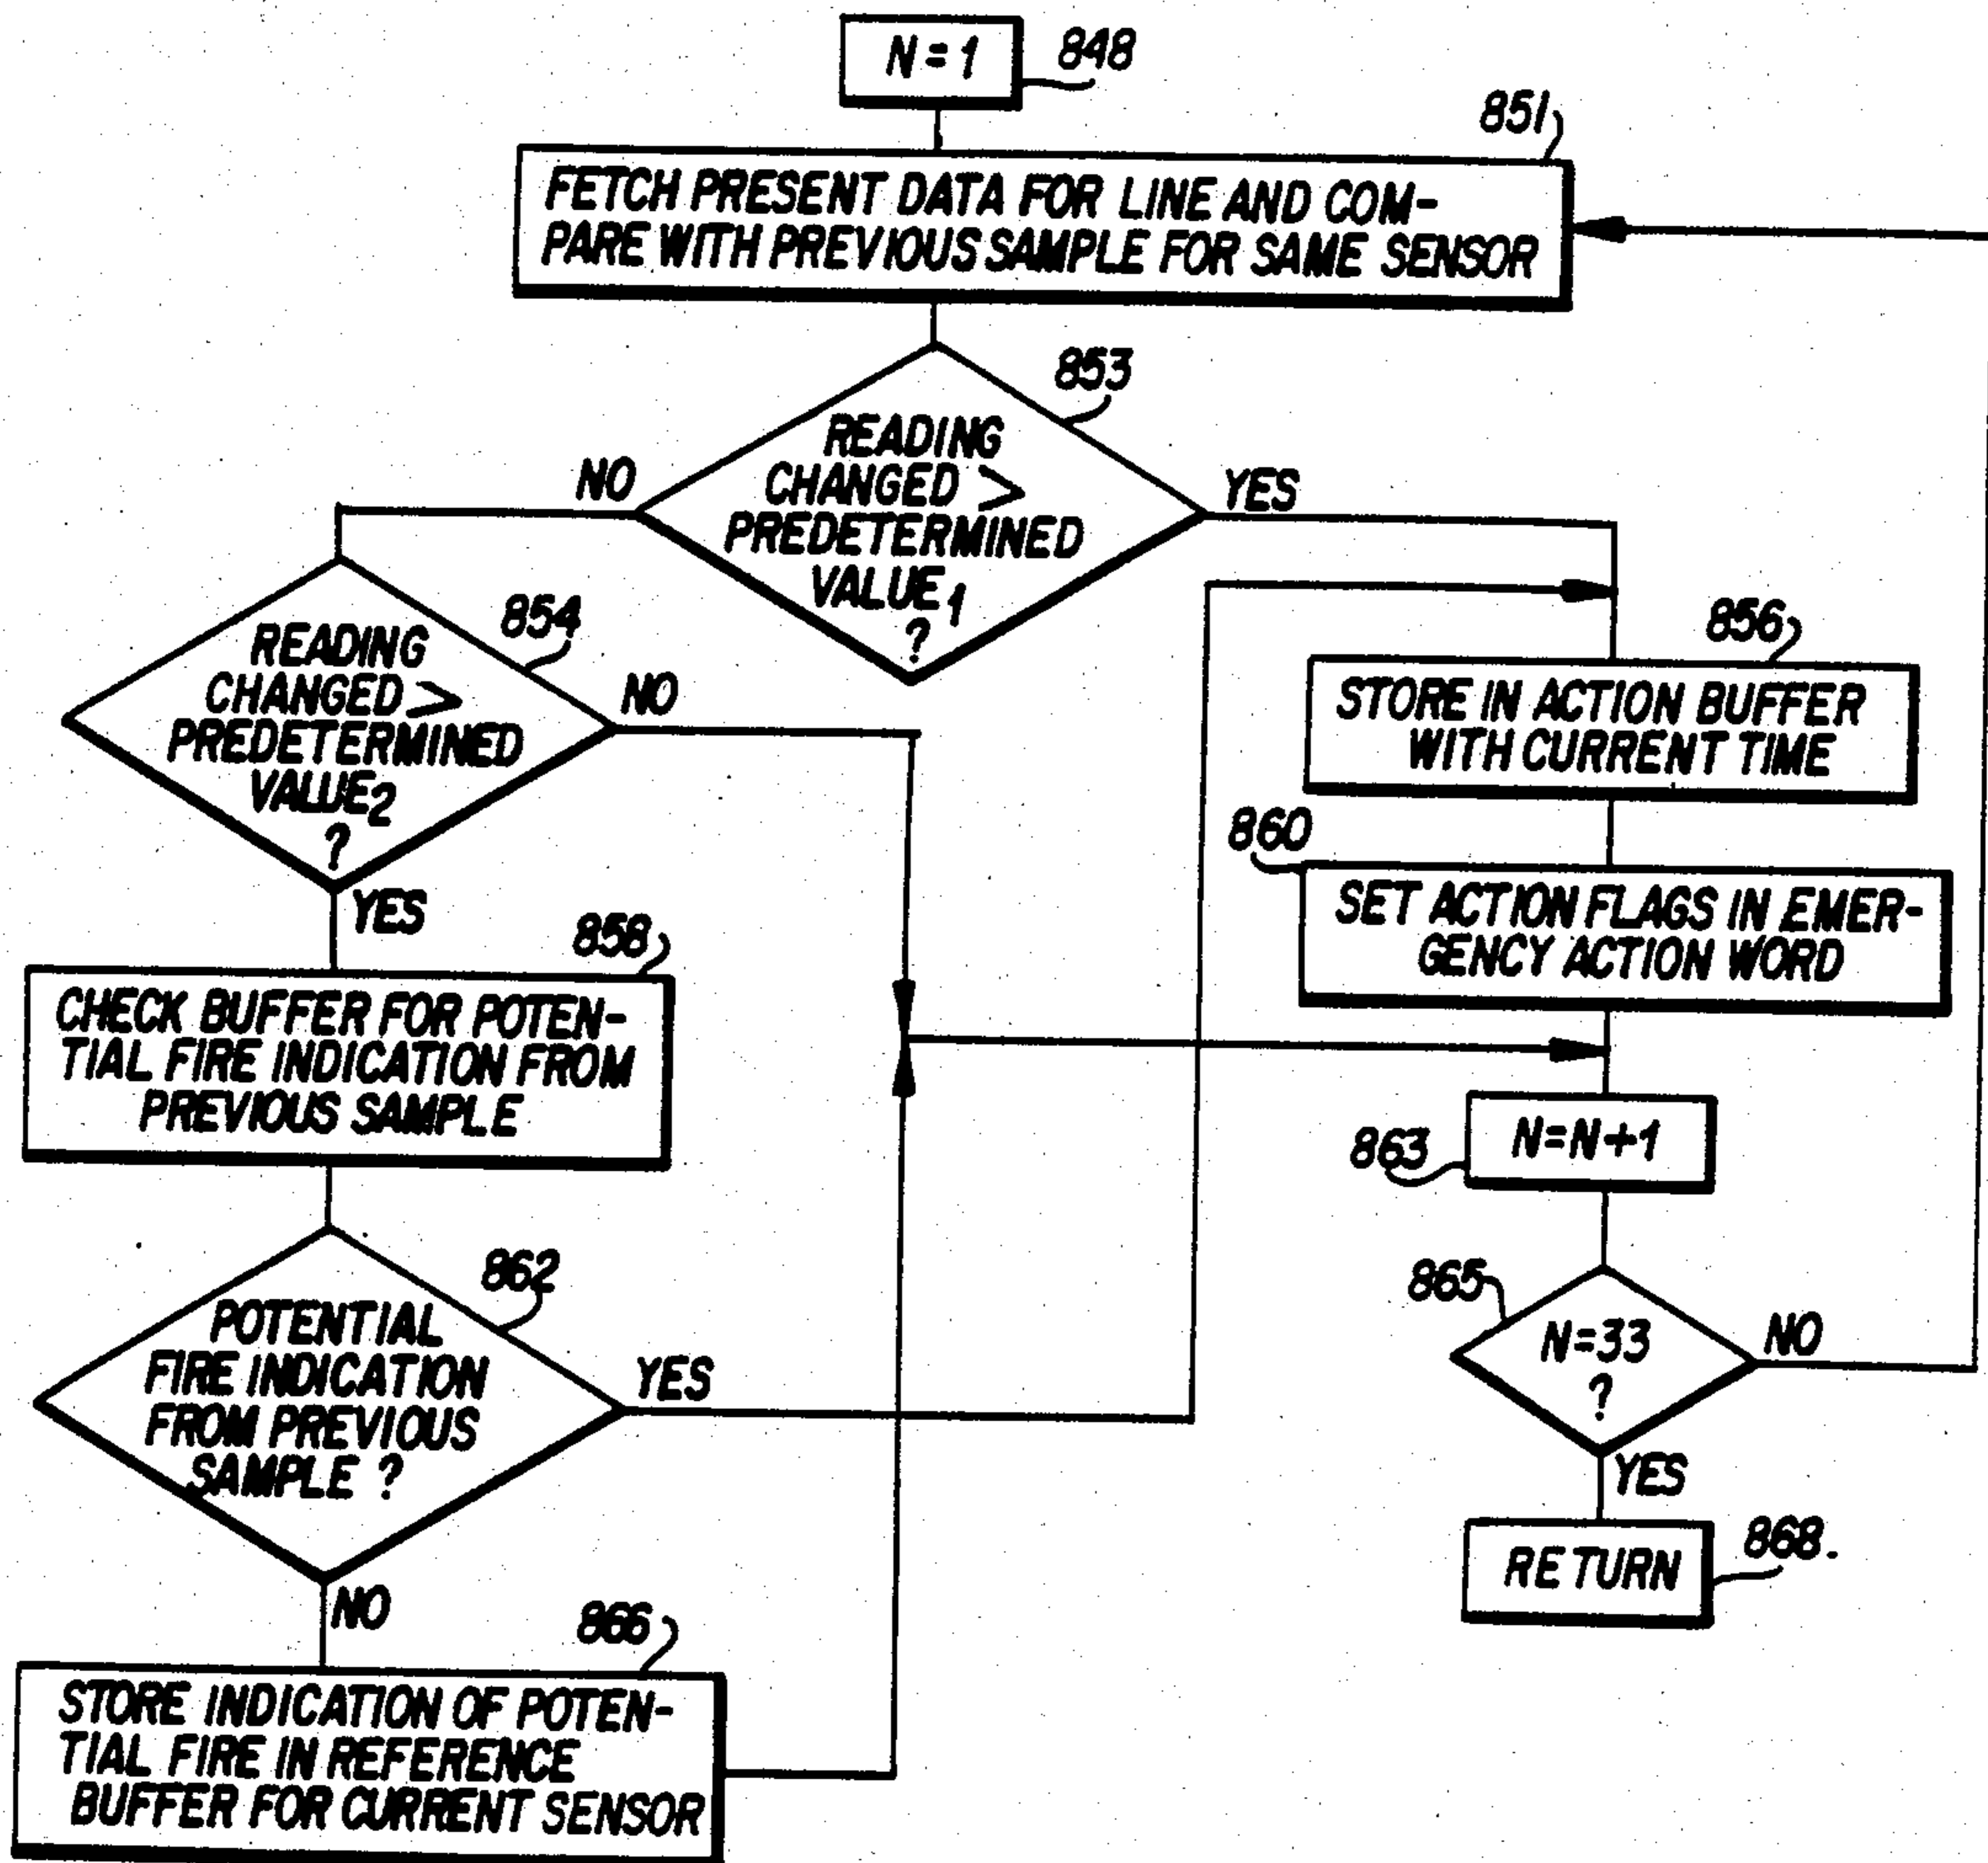 N=1
848
851
FETCH PRESENT DATA FOR LINE AND COM-
PARE WITH PREVIOUS SAMPLE FOR SAME SENSOR
853
READING
CHANGED >
PREDETERMINED
VALUE1
?
NO
YES
854
READING
CHANGED >
PREDETERMINED
VALUE2
?
NO
YES
856
STORE IN ACTION BUFFER
WITH CURRENT TIME
860
SET ACTION FLAGS IN EMER-
GENCY ACTION WORD
858
CHECK BUFFER FOR POTEN-
TIAL FIRE INDICATION FROM
PREVIOUS SAMPLE
863
N=N+1
862
POTENTIAL
FIRE INDICATION
FROM PREVIOUS
SAMPLE ?
YES
NO
865
N=33
?
NO
YES
RETURN
868.
866
STORE INDICATION OF POTEN-
TIAL FIRE IN REFERENCE
BUFFER FOR CURRENT SENSOR